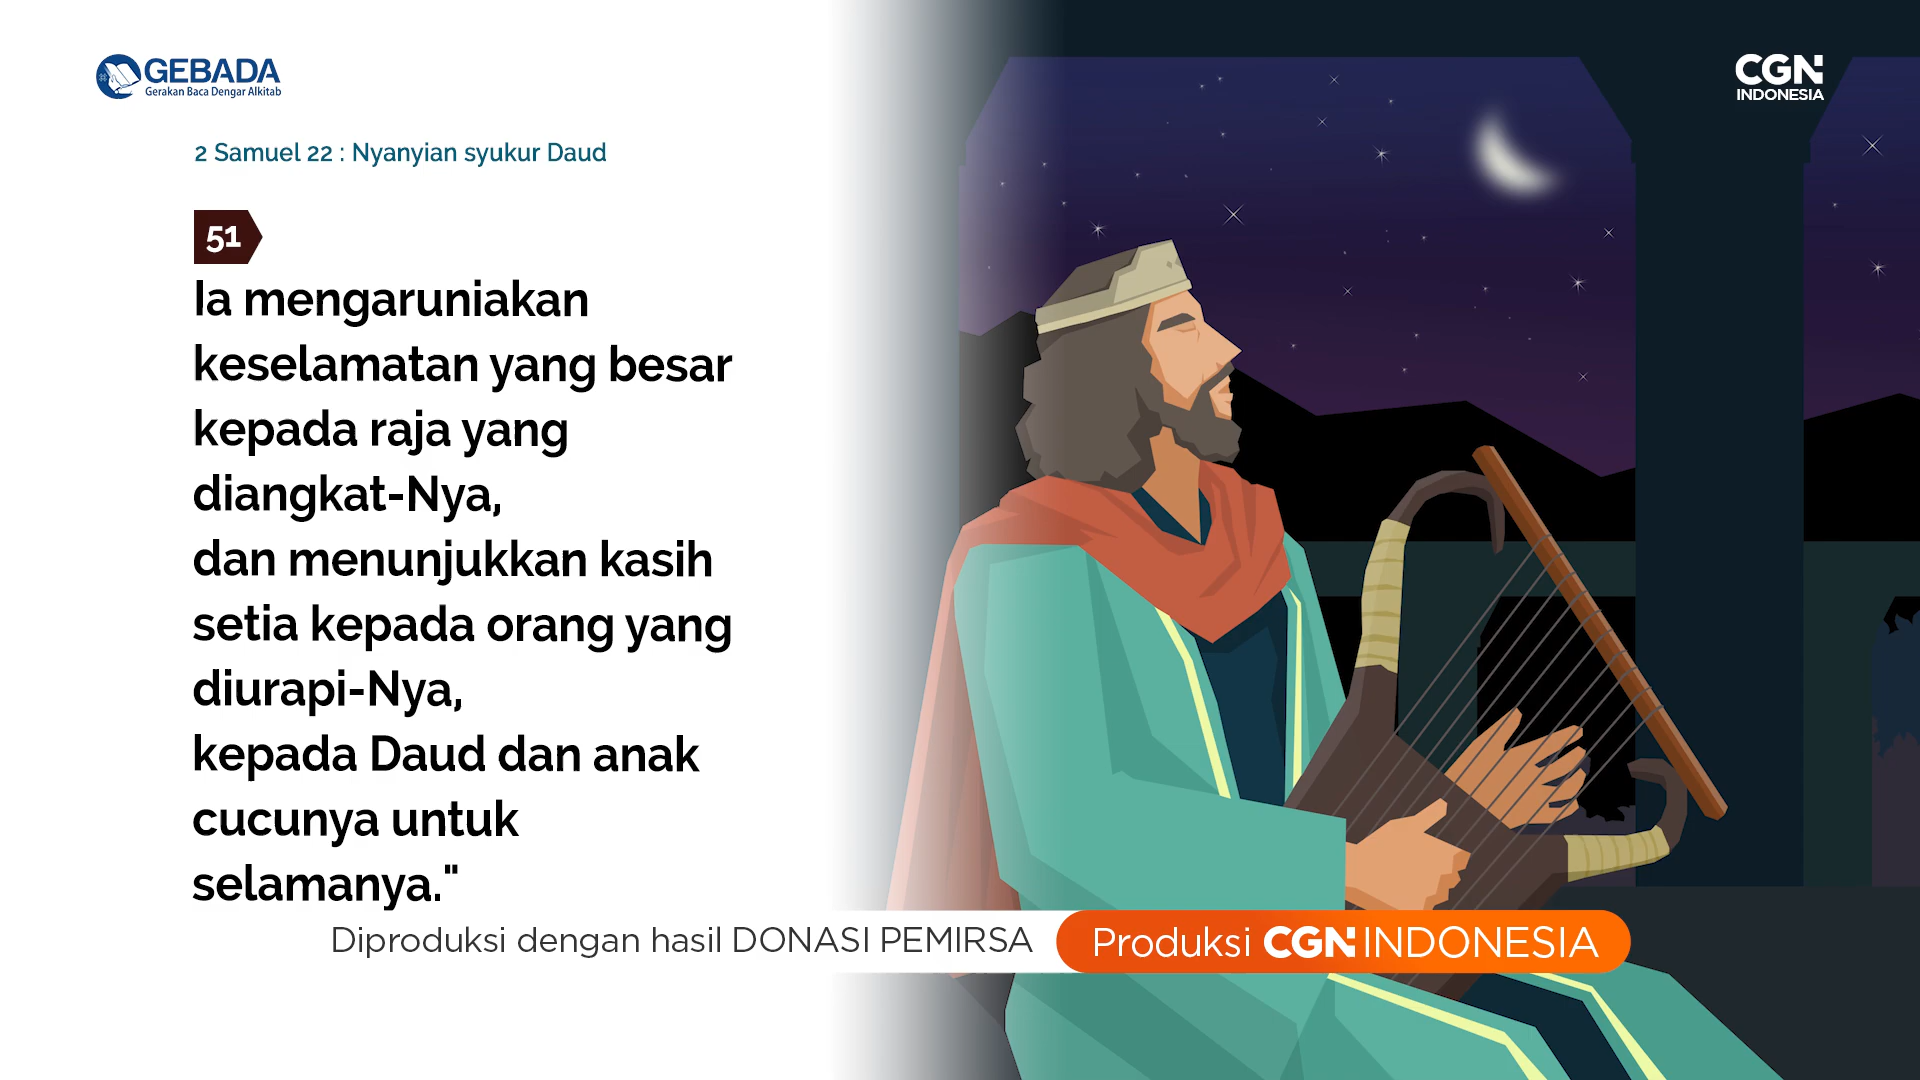 GEBADA
Gerakan Baca Dengar Alkitab
CGN
INDONESIA
2 Samuel 22 : Nyanyian syukur Daud
51
Ia mengaruniakan
keselamatan yang besar
kepada raja yang
diangkat-Nya,
dan menunjukkan kasih
setia kepada orang yang
diurapi-Nya,
kepada Daud dan anak
cucunya untuk
selamanya."
Diproduksi dengan hasil DONASI PEMIRSA
Produksi CGN INDONESIA